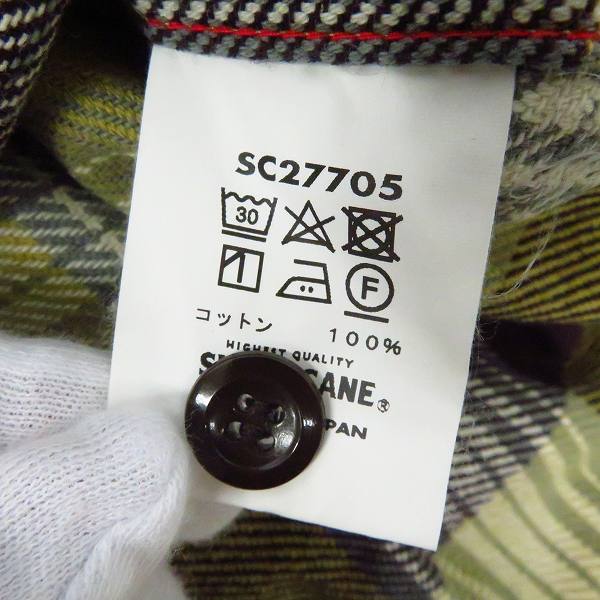 SC27705
30
F
コットン 100%
HIGHEST QUALITY
®